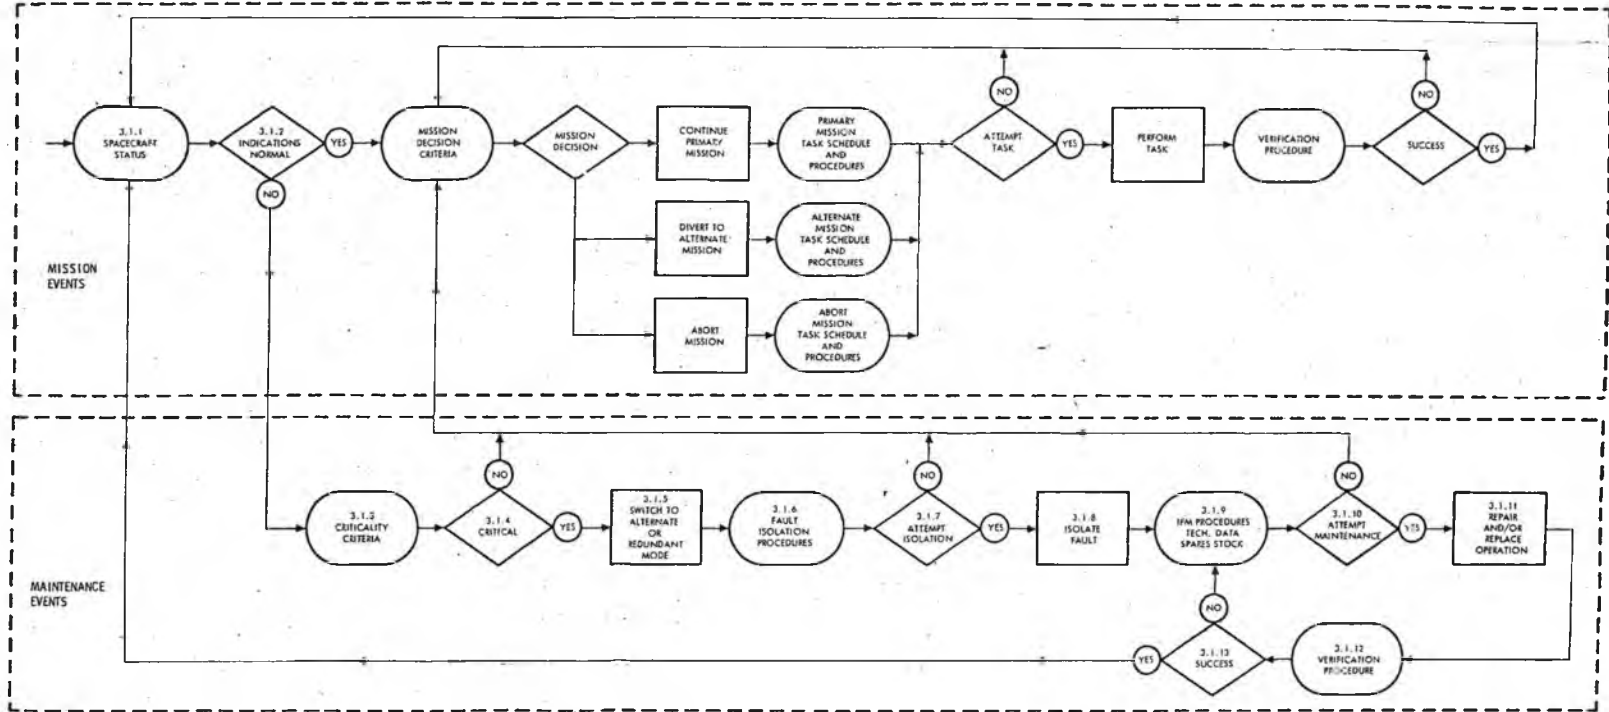 3.1.1
SPACECRAFT
STATUS
3.1.2
INDICATIONS
NORMAL
YES
NO
MISSION
DECISION
CRITERIA
MISSION
DECISION
CONTINUE
PRIMARY
MISSION
PRIMARY
MISSION
TASK SCHEDULE
AND
PROCEDURES
NO
ATTEMPT
TASK
YES
PERFORM
TASK
VERIFICATION
PROCEDURE
NO
SUCCESS
YES
DIVERT TO
ALTERNATE
MISSION
ALTERNATE
MISSION
TASK SCHEDULE
AND
PROCEDURES
MISSION
EVENTS
ABORT
MISSION
ABORT
MISSION
TASK SCHEDULE
AND
PROCEDURES
3.1.3
CRITICALITY
CRITERIA
NO
3.1.4
CRITICAL
YES
3.1.5
SWITCH TO
ALTERNATE
OR
REDUNDANT
MODE
3.1.6
FAULT
ISOLATION
PROCEDURES
NO
3.1.7
ATTEMPT
ISOLATION
YES
3.1.8
ISOLATE
FAULT
3.1.9
IFM PROCEDURES
TECH. DATA
SPARES STOCK
NO
3.1.10
ATTEMPT
MAINTENANCE
YES
3.1.11
REPAIR
AND/OR
REPLACE
OPERATION
MAINTENANCE
EVENTS
NO
YES
3.1.13
SUCCESS
3.1.12
VERIFICATION
PROCEDURE